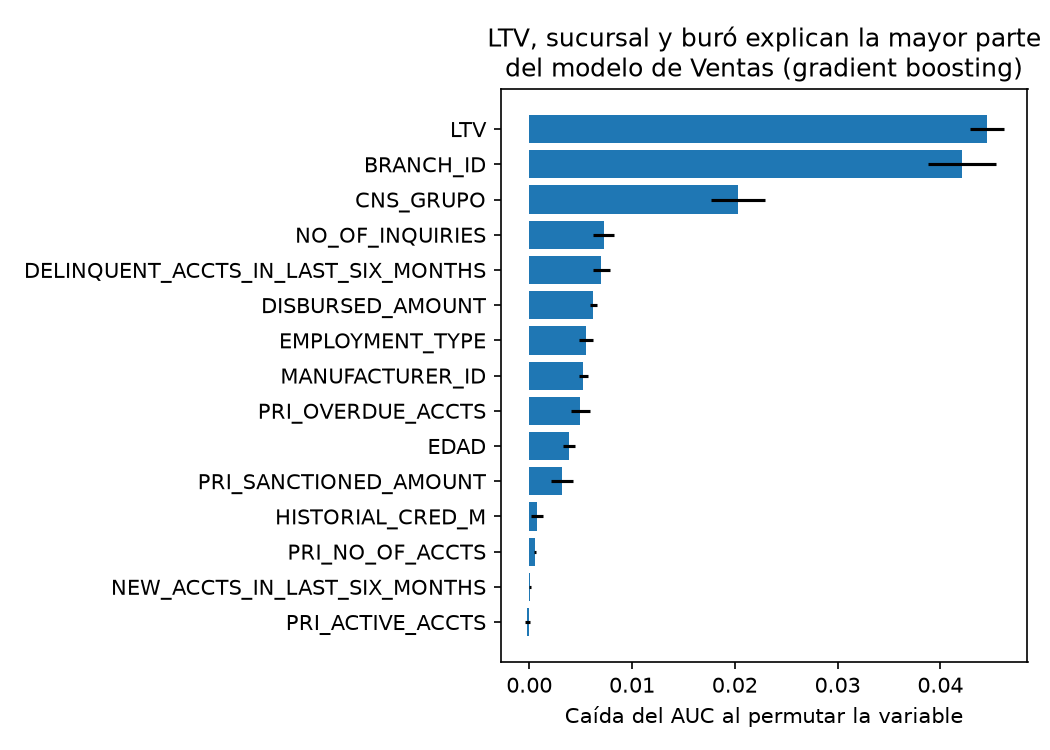 LTV, sucursal y buró explican la mayor parte
del modelo de Ventas (gradient boosting)
LTV
BRANCH_ID
CNS_GRUPO
NO_OF_INQUIRIES
DELINQUENT_ACCTS_IN_LAST_SIX_MONTHS
DISBURSED_AMOUNT
EMPLOYMENT_TYPE
MANUFACTURER_ID
PRI_OVERDUE_ACCTS
EDAD
PRI_SANCTIONED_AMOUNT
HISTORIAL_CRED_M
PRI_NO_OF_ACCTS
NEW_ACCTS_IN_LAST_SIX_MONTHS
PRI_ACTIVE_ACCTS
0.00 0.01 0.02 0.03 0.04
Caída del AUC al permutar la variable